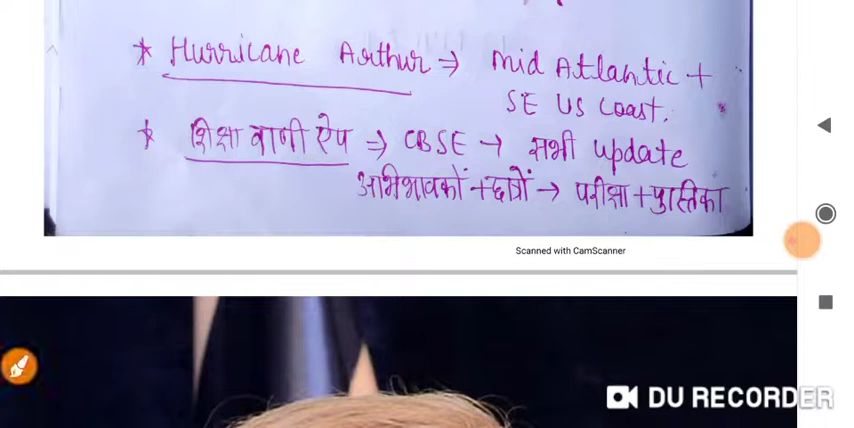 * Hurricane Arthur → Mid Atlantic +
SE US Coast.
* शिक्षा वाणी ऐप ⇒ CBSE → सभी update
अभिभावकों + छात्रों → परीक्षा + पुस्तिका
Scanned with CamScanner
DU RECORDER